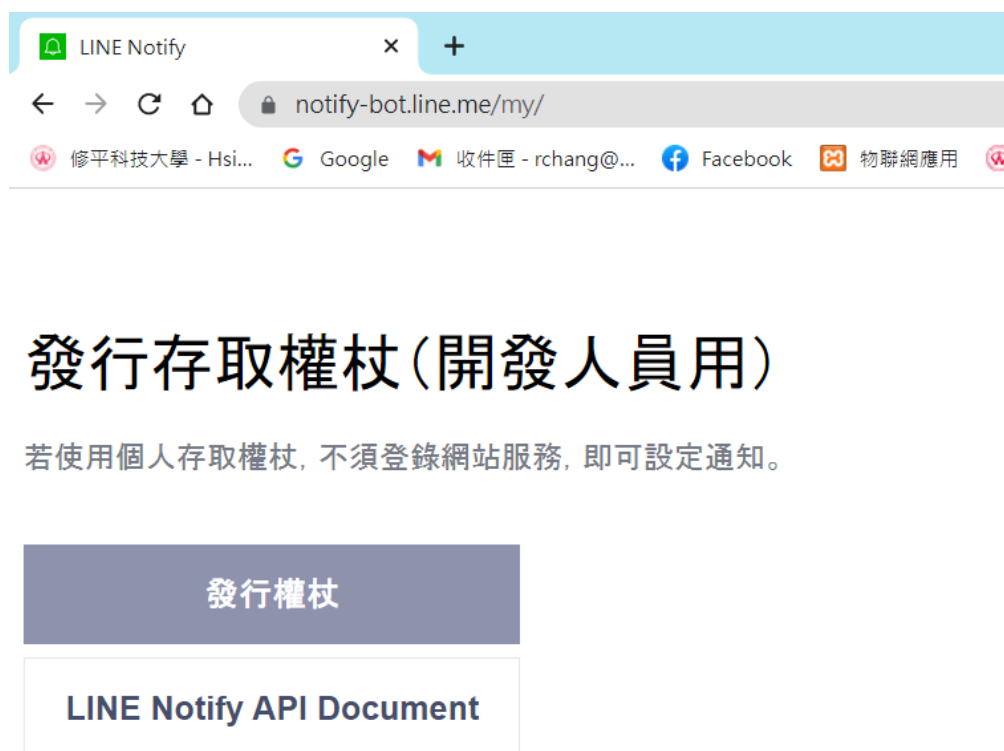 LINE Notify
notify-bot.line.me/my/
修平科技大學 - Hsi... Google 收件匣 - rchang@... Facebook 物聯網應用
發行存取權杖(開發人員用)
若使用個人存取權杖, 不須登錄網站服務, 即可設定通知。
發行權杖
LINE Notify API Document